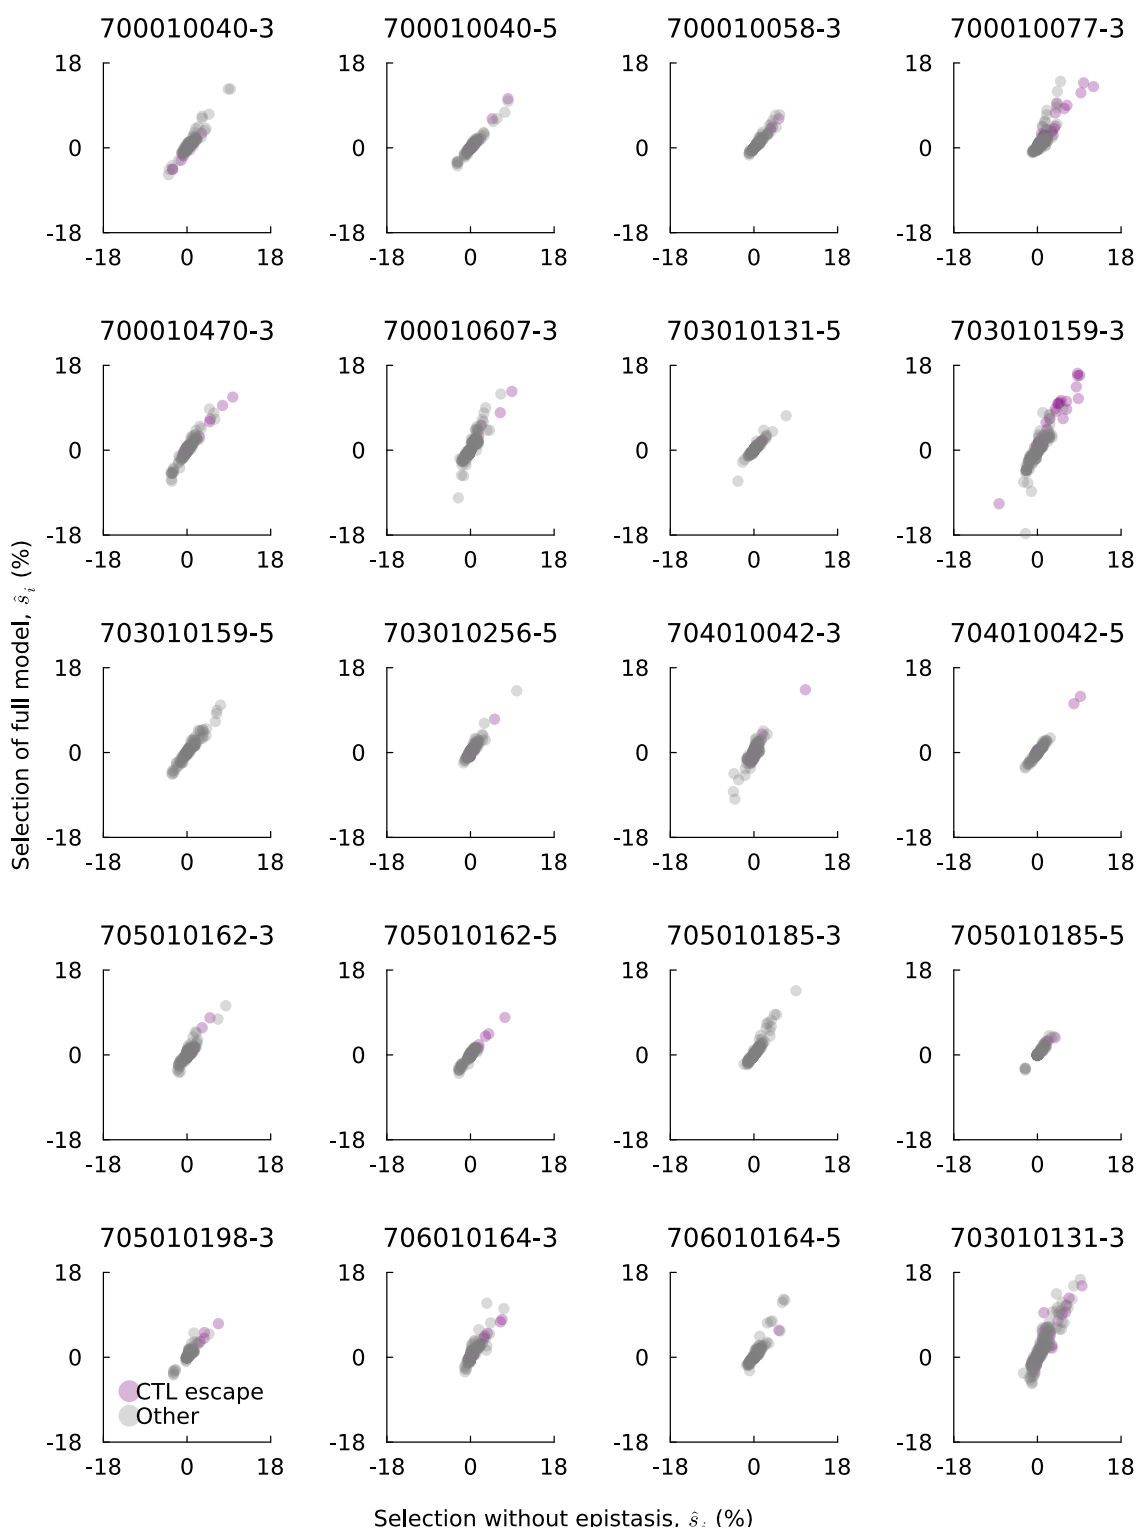 700010040-3 700010040-5 700010058-3 700010077-3
18 18 18 18
0 0 0 0
-18 -18 -18 -18
-18 0 18 -18 0 18 -18 0 18 -18 0 18
700010470-3 700010607-3 703010131-5 703010159-3
18 18 18 18
0 0 0 0
-18 -18 -18 -18
-18 0 18 -18 0 18 -18 0 18 -18 0 18
Selection of full model, ŝᵢ (%)
703010159-5 703010256-5 704010042-3 704010042-5
18 18 18 18
0 0 0 0
-18 -18 -18 -18
-18 0 18 -18 0 18 -18 0 18 -18 0 18
705010162-3 705010162-5 705010185-3 705010185-5
18 18 18 18
0 0 0 0
-18 -18 -18 -18
-18 0 18 -18 0 18 -18 0 18 -18 0 18
705010198-3 706010164-3 706010164-5 703010131-3
18 18 18 18
0 0 0 0
CTL escape
Other
-18 -18 -18 -18
-18 0 18 -18 0 18 -18 0 18 -18 0 18
Selection without epistasis, ŝᵢ (%)